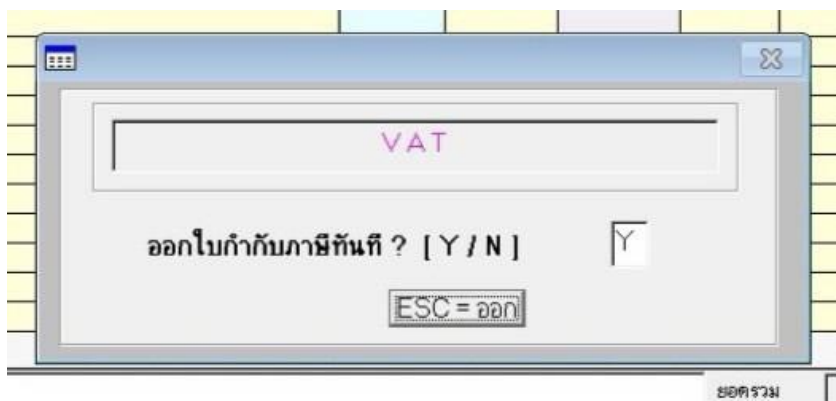 VAT
ออกใบกำกับภาษีทันที ? [ Y / N ] Y
ESC = ออก
ยอดรวม